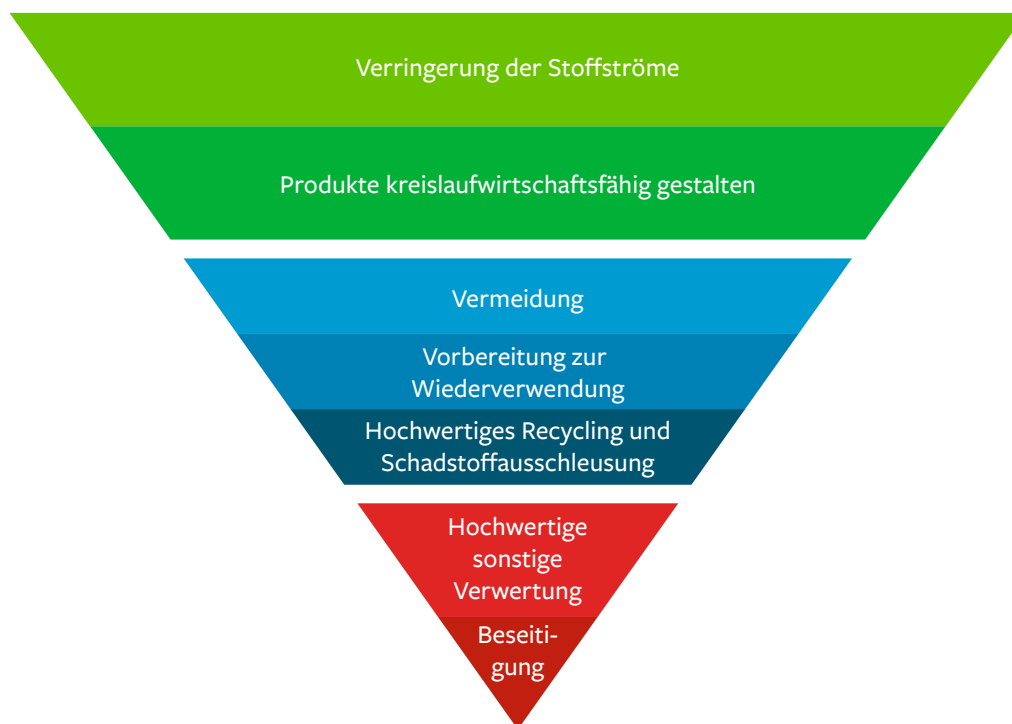 Verringerung der Stoffströme
Produkte kreislaufwirtschaftsfähig gestalten
Vermeidung
Vorbereitung zur
Wiederverwendung
Hochwertiges Recycling und
Schadstoffausschleusung
Hochwertige
sonstige
Verwertung
Beseiti-
gung